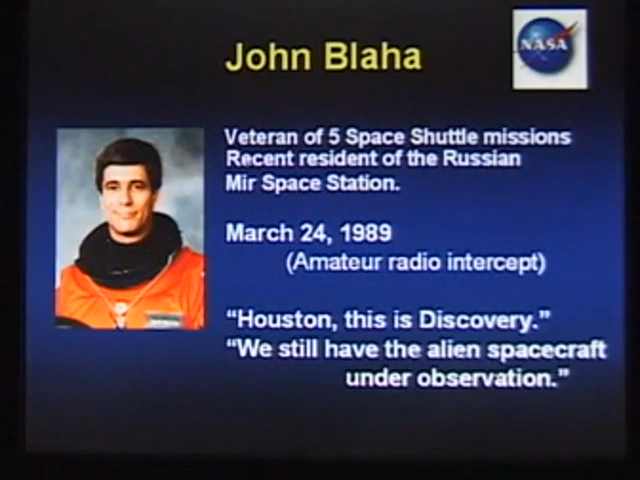 John Blaha
NASA
Veteran of 5 Space Shuttle missions
Recent resident of the Russian
Mir Space Station.
March 24, 1989
(Amateur radio intercept)
“Houston, this is Discovery.”
“We still have the alien spacecraft
under observation.”